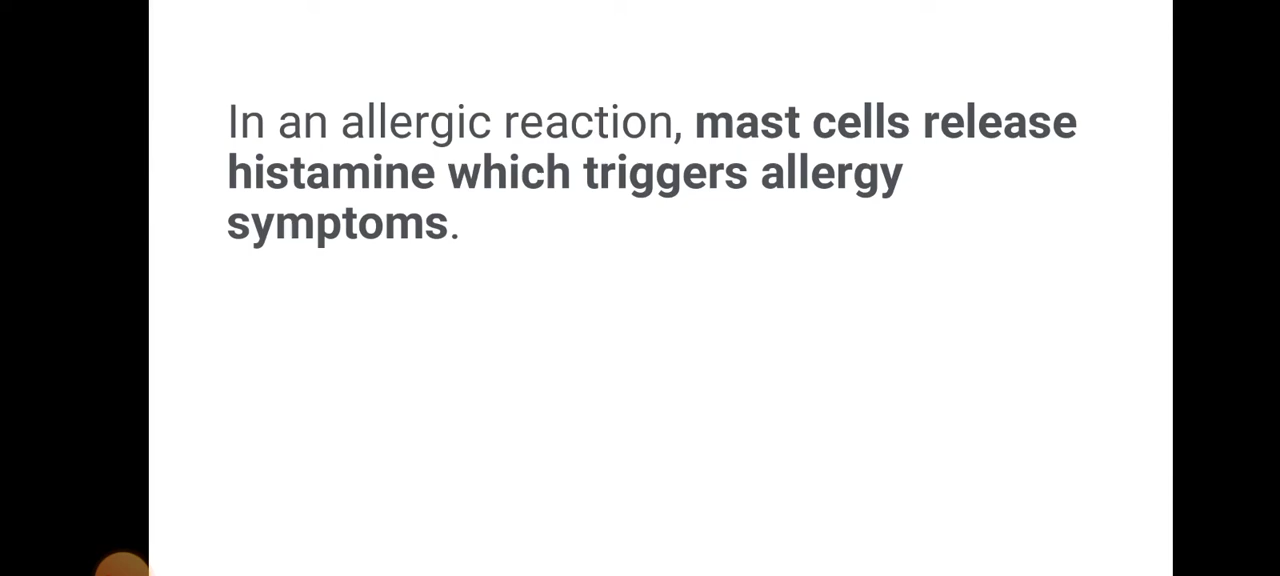 In an allergic reaction, mast cells release
histamine which triggers allergy
symptoms.